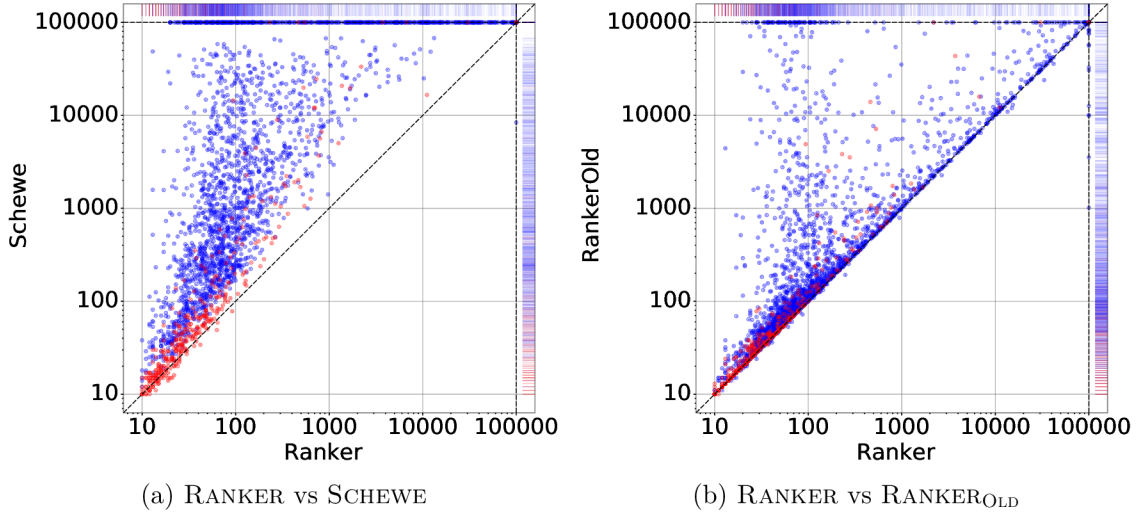 100000
10000
1000
100
10
Schewe
10 100 1000 10000 100000
Ranker
(a) RANKER vs SCHEWE
100000
10000
1000
100
10
RankerOld
10 100 1000 10000 100000
Ranker
(b) RANKER vs RANKEROLD